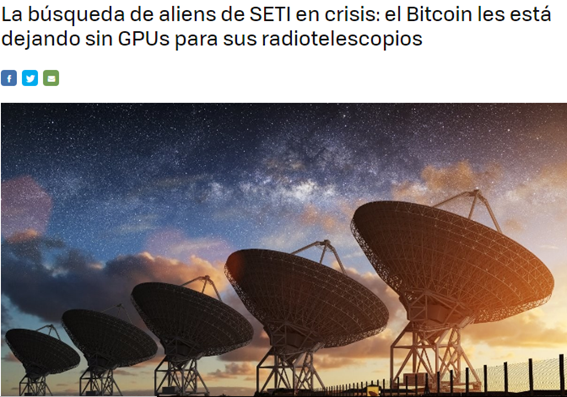 La búsqueda de aliens de SETI en crisis: el Bitcoin les está
dejando sin GPUs para sus radiotelescopios